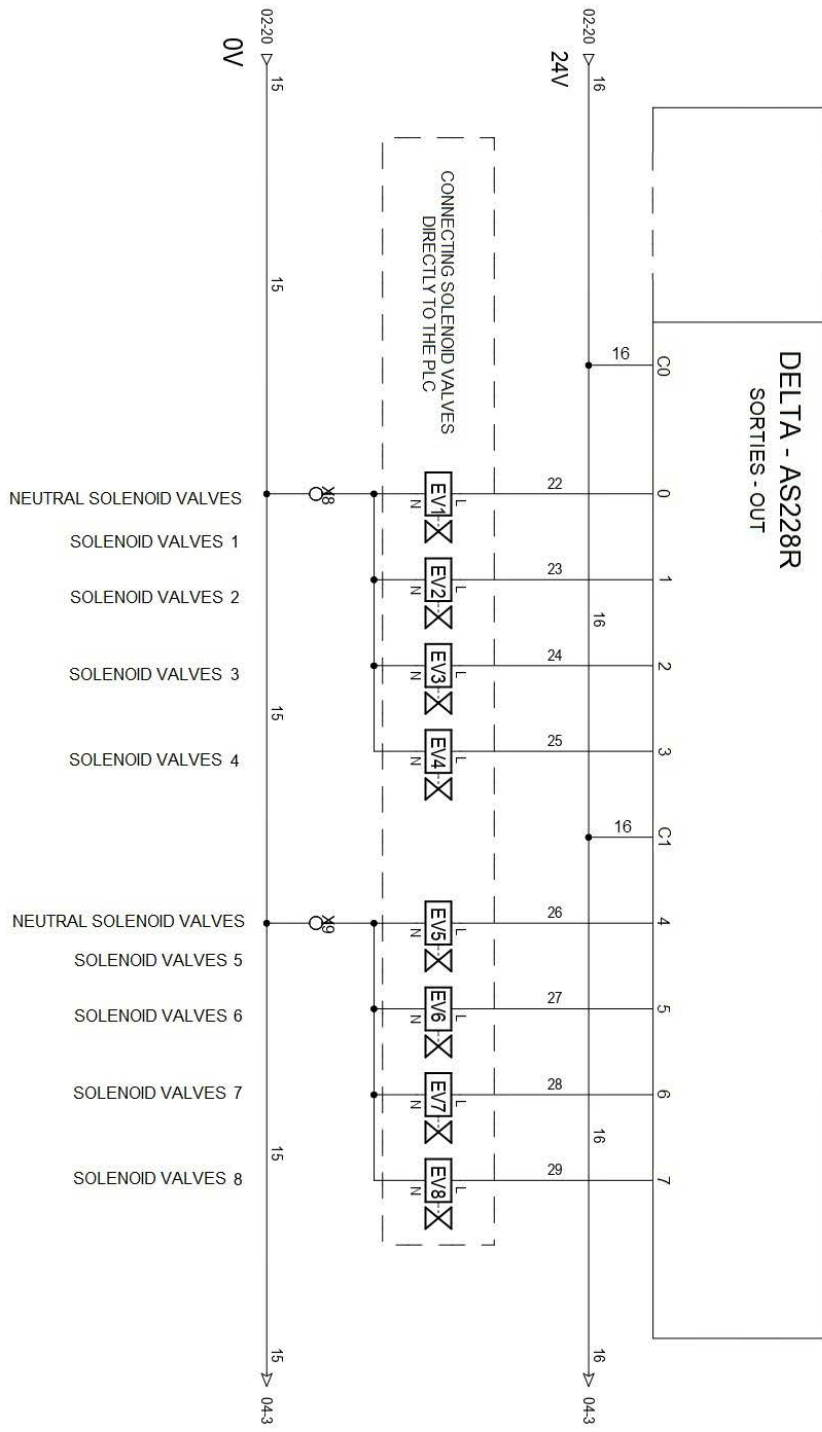 DELTA - AS228R
SORTIES - OUT
C0
0
1
2
3
C1
4
5
6
7
02-20
16
24V
16
16
16
16
16
04-3
22
23
24
25
26
27
28
29
CONNECTING SOLENOID VALVES
DIRECTLY TO THE PLC
L
EV1
N
L
EV2
N
L
EV3
N
L
EV4
N
L
EV5
N
L
EV6
N
L
EV7
N
L
EV8
N
X8
X9
02-20
15
0V
15
15
15
15
04-3
NEUTRAL SOLENOID VALVES
SOLENOID VALVES 1
SOLENOID VALVES 2
SOLENOID VALVES 3
SOLENOID VALVES 4
NEUTRAL SOLENOID VALVES
SOLENOID VALVES 5
SOLENOID VALVES 6
SOLENOID VALVES 7
SOLENOID VALVES 8